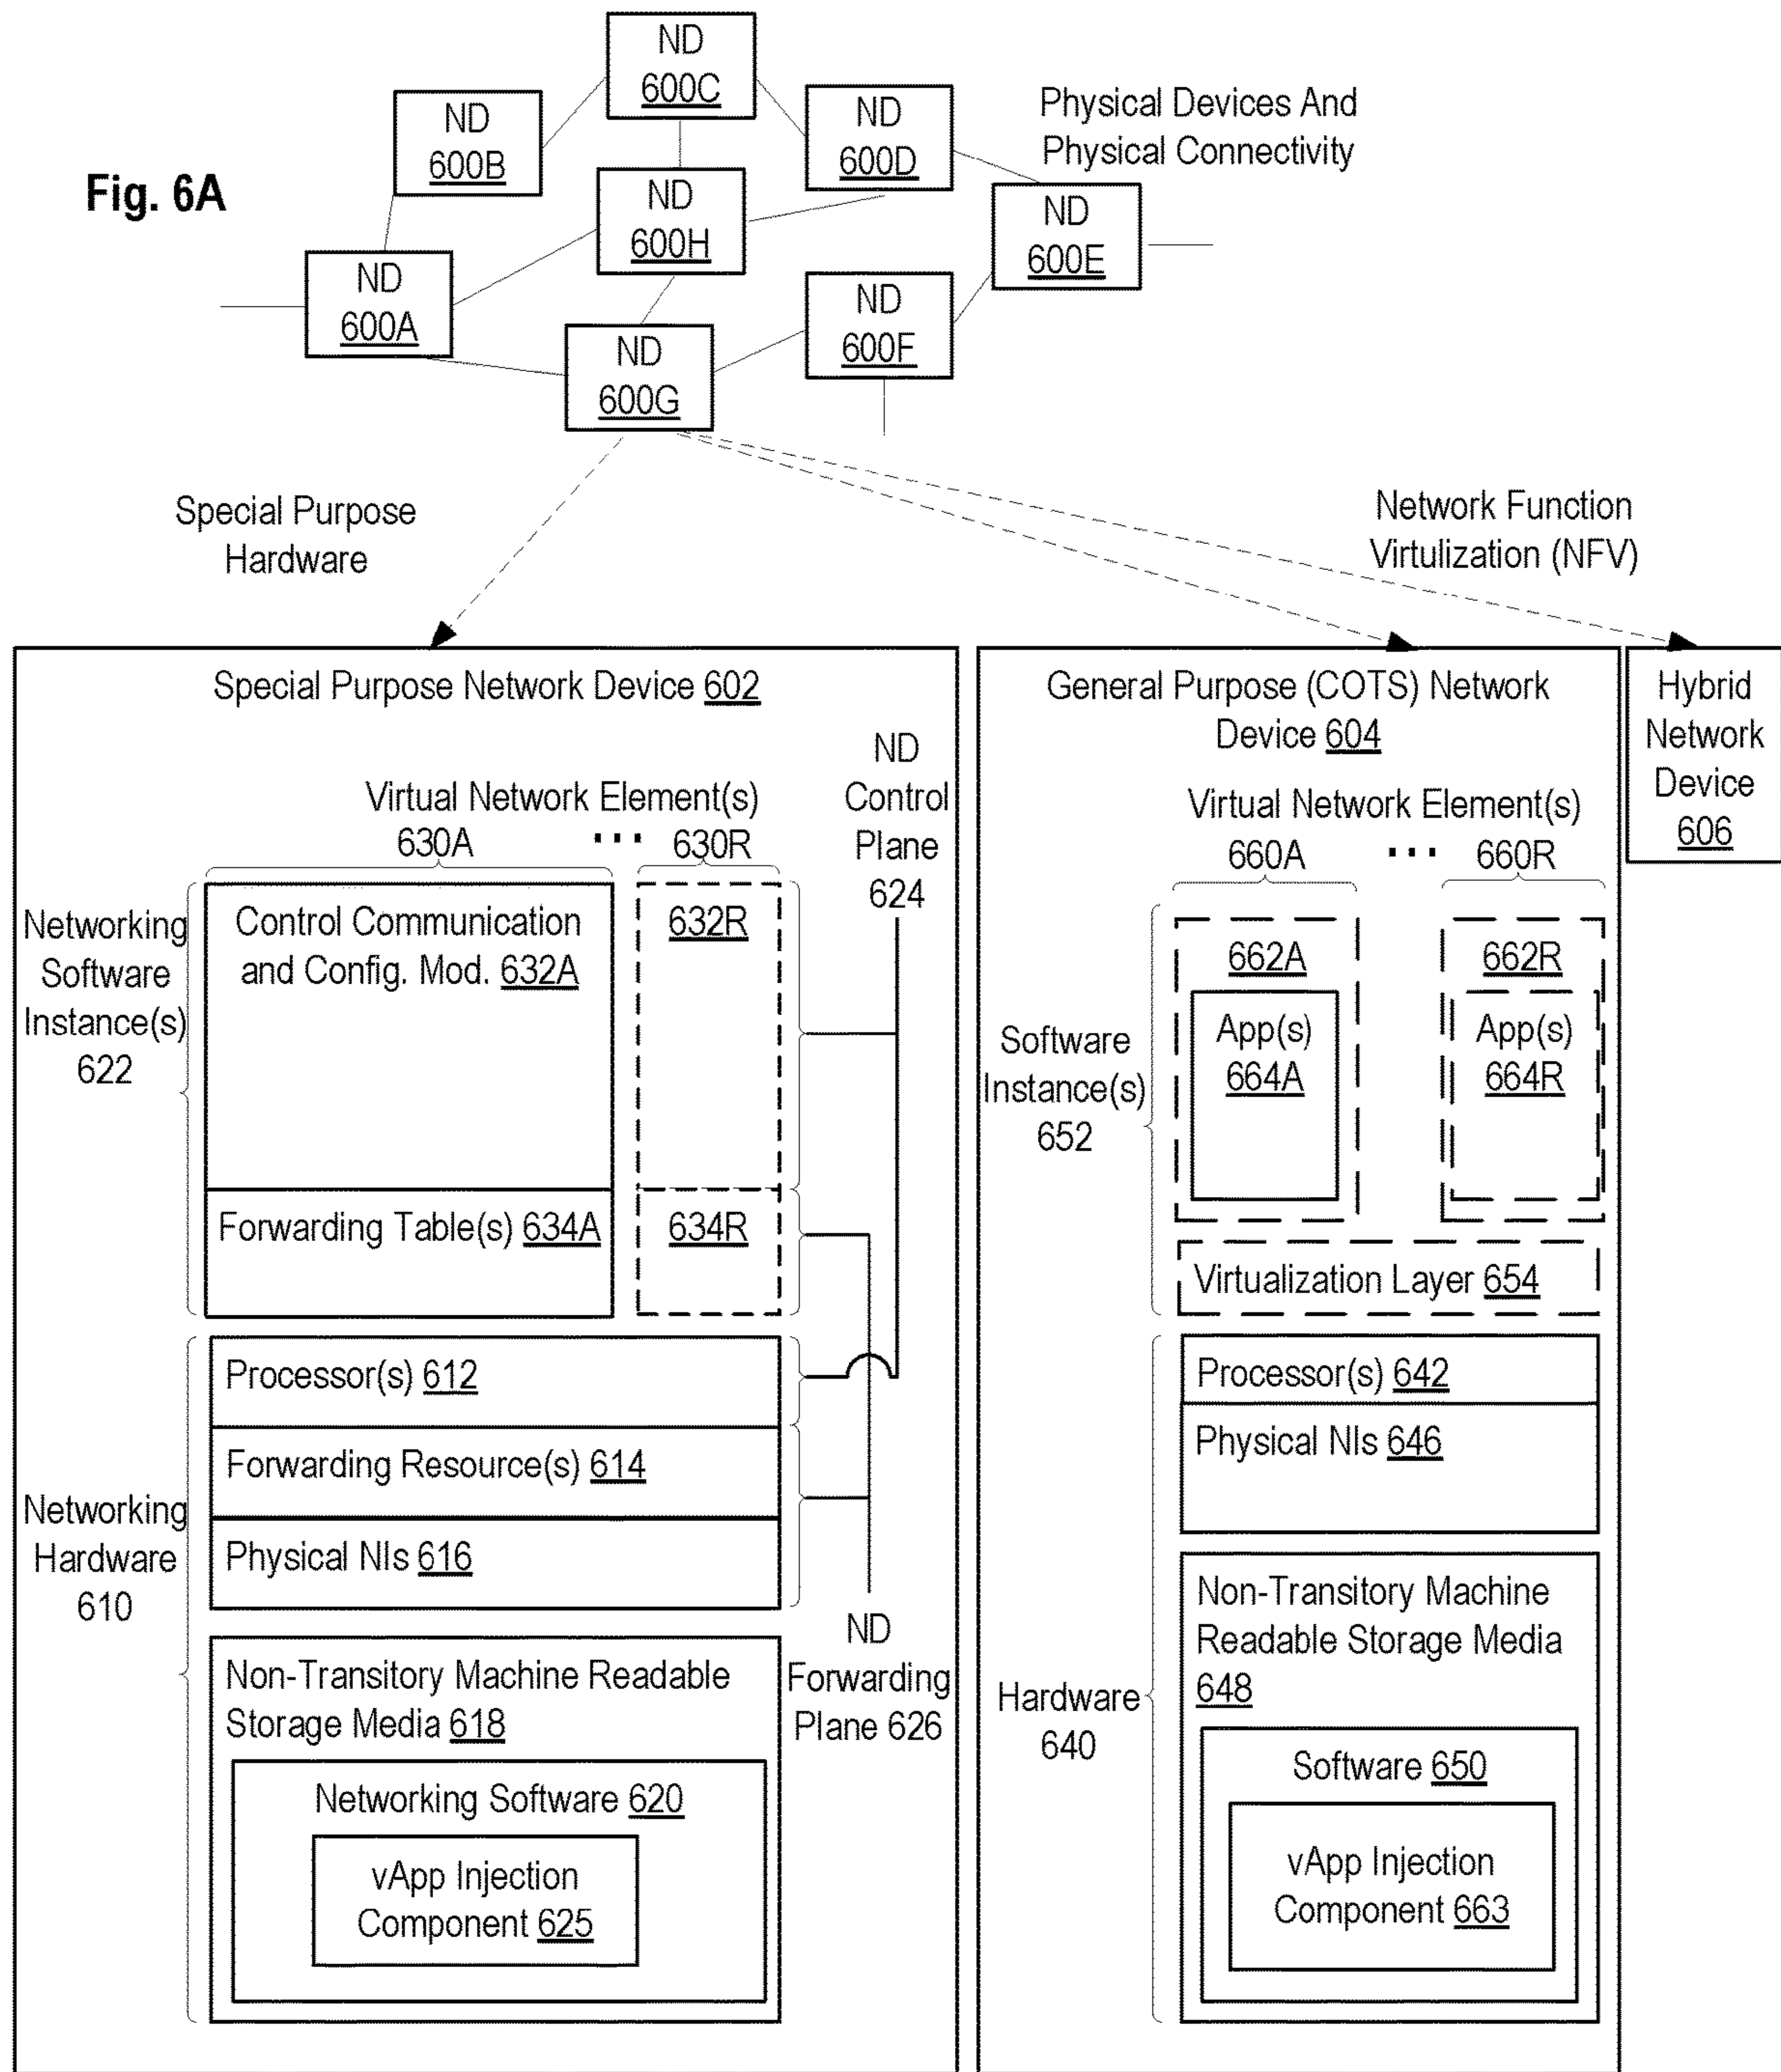 Fig. 6A
ND
600C
ND
600B
ND
600D
Physical Devices And
Physical Connectivity
ND
600H
ND
600E
ND
600A
ND
600F
ND
600G
Special Purpose
Hardware
Network Function
Virtulization (NFV)
Special Purpose Network Device 602
ND
Control
Plane
624
Virtual Network Element(s)
630A
...
630R
Networking
Software
Instance(s)
622
Control Communication
and Config. Mod. 632A
632R
Forwarding Table(s) 634A
634R
Networking
Hardware
610
Processor(s) 612
Forwarding Resource(s) 614
Physical NIs 616
ND
Forwarding
Plane 626
Non-Transitory Machine Readable
Storage Media 618
Networking Software 620
vApp Injection
Component 625
General Purpose (COTS) Network
Device 604
Virtual Network Element(s)
660A
...
660R
Software
Instance(s)
652
662A
App(s)
664A
662R
App(s)
664R
Virtualization Layer 654
Hardware
640
Processor(s) 642
Physical NIs 646
Non-Transitory Machine
Readable Storage Media
648
Software 650
vApp Injection
Component 663
Hybrid
Network
Device
606